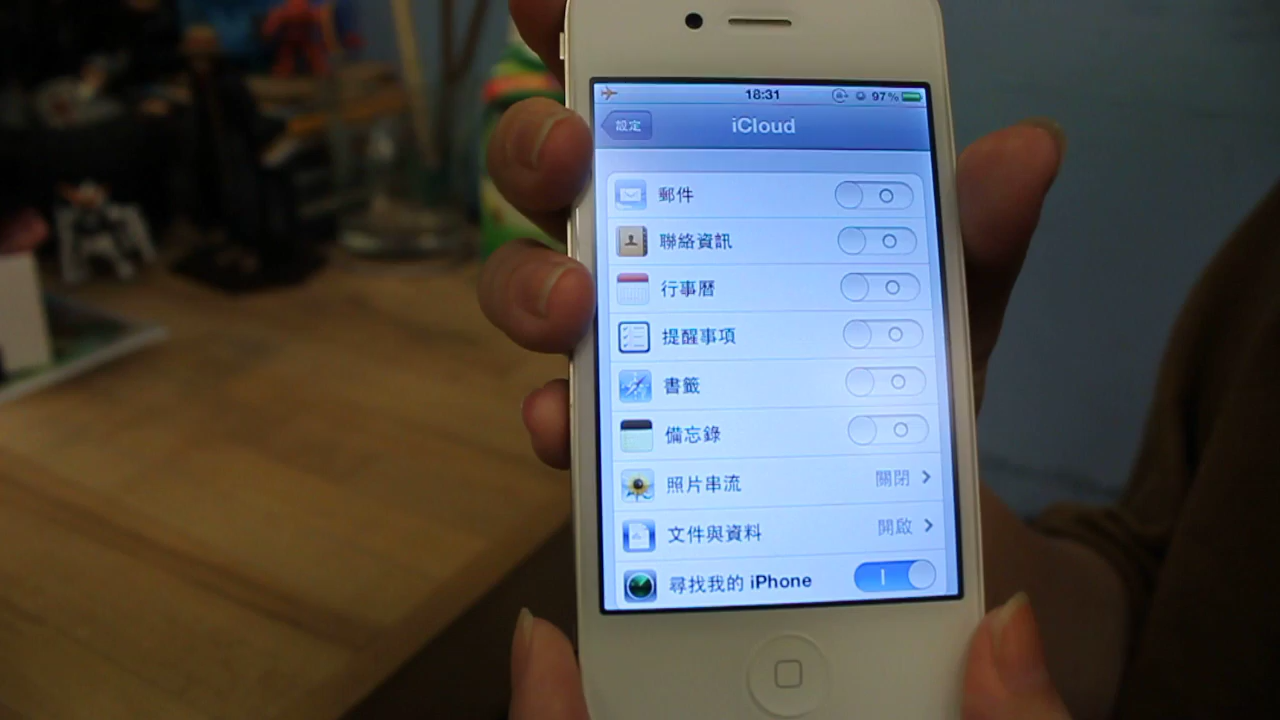 18:31 97%
設定 iCloud
郵件
聯絡資訊
行事曆
提醒事項
書籤
備忘錄
照片串流 關閉
文件與資料 開啟
尋找我的 iPhone